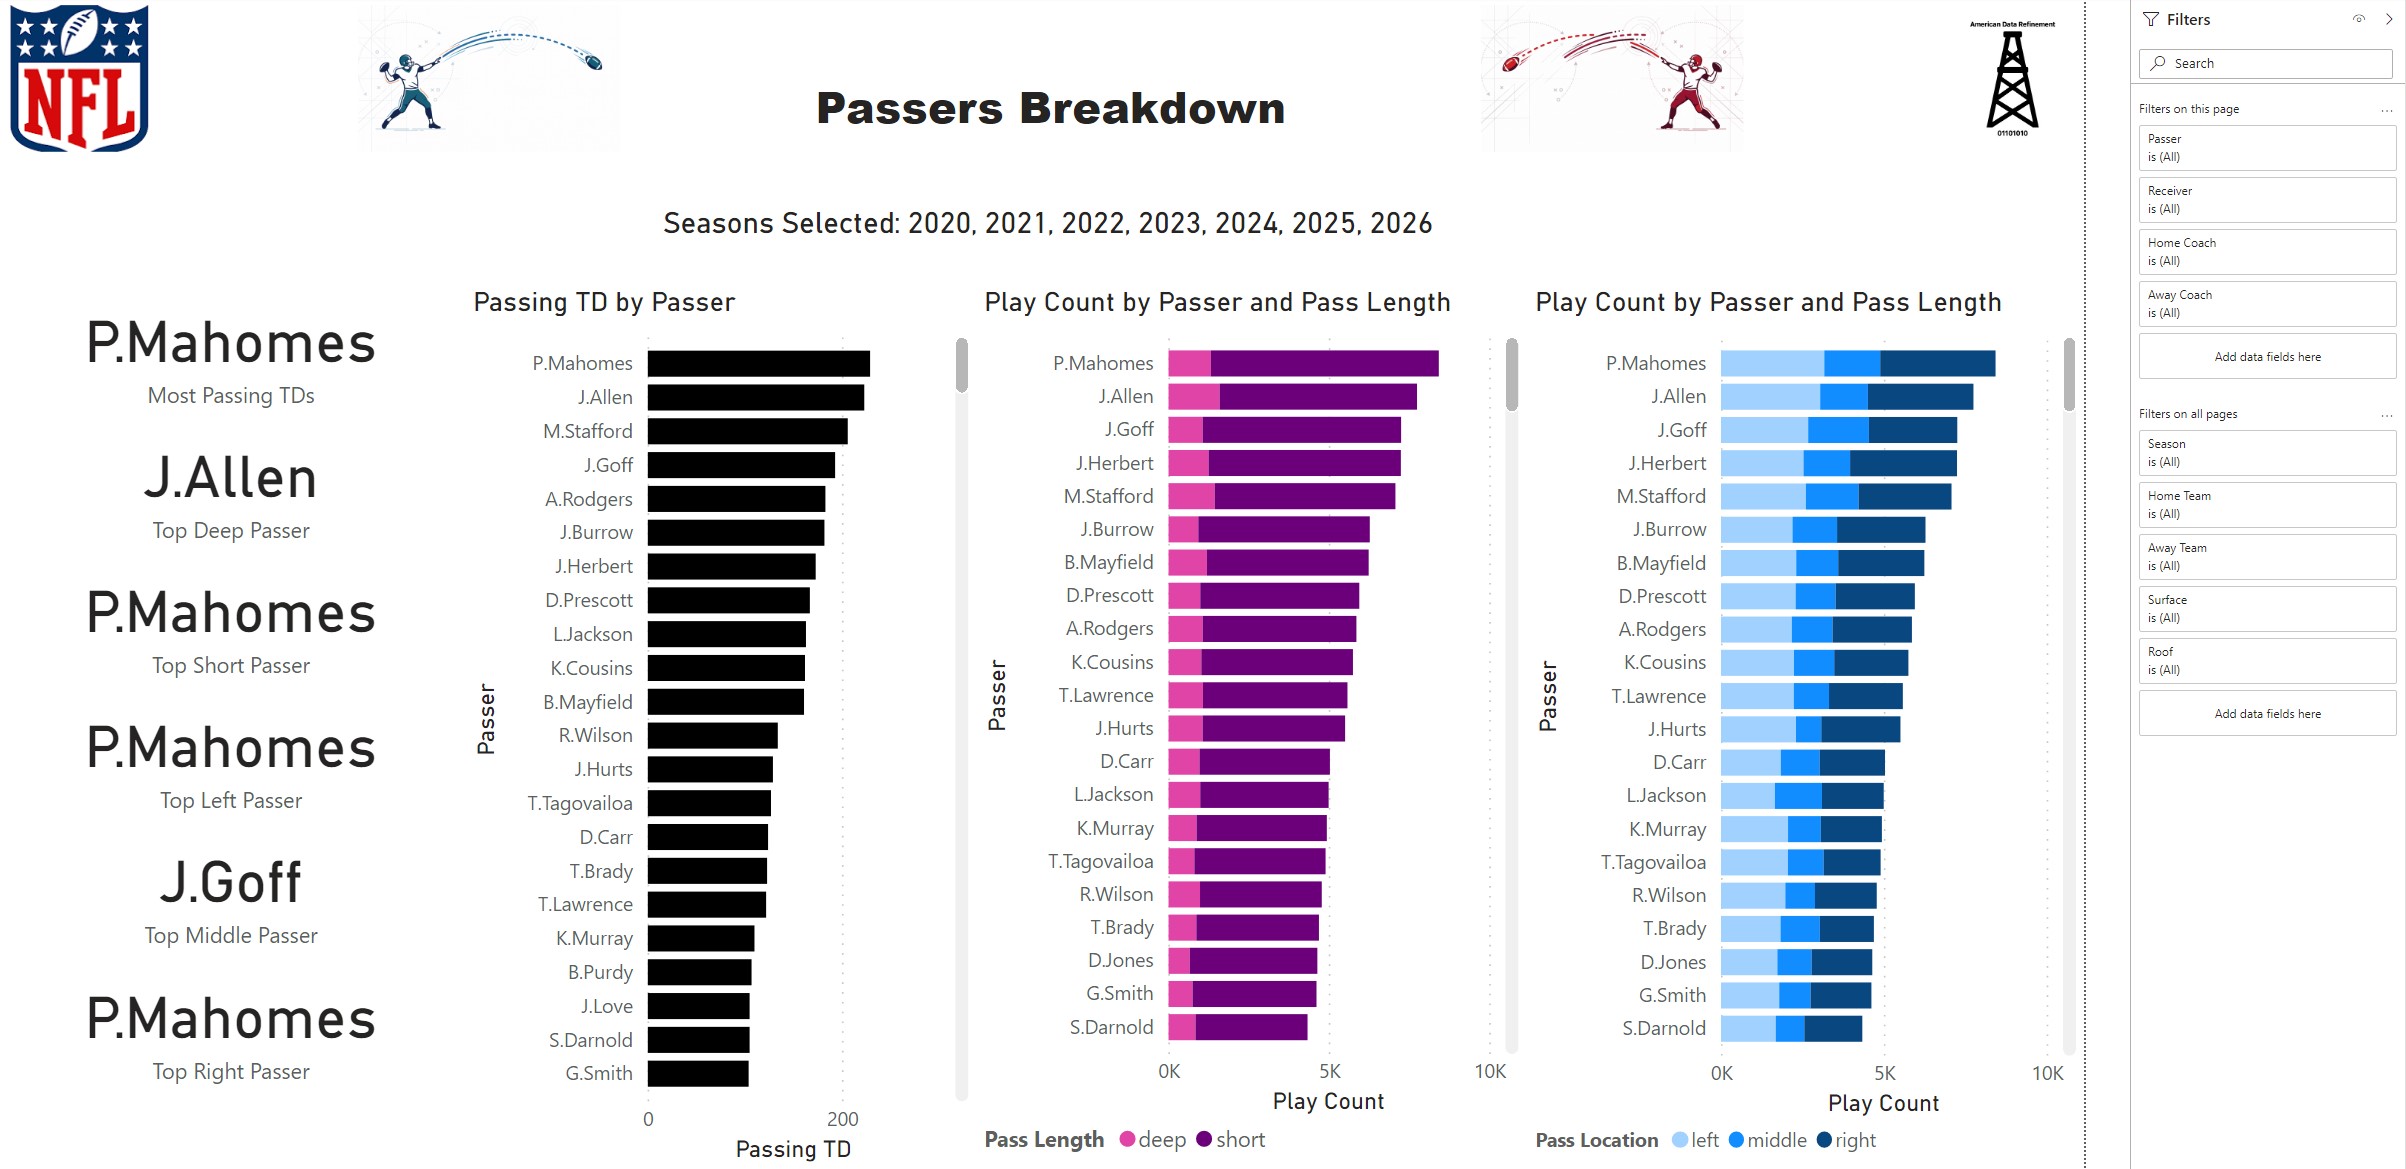 NFL
American Data Refinement
01101010
Passers Breakdown
Seasons Selected: 2020, 2021, 2022, 2023, 2024, 2025, 2026
P.Mahomes
Most Passing TDs
J.Allen
Top Deep Passer
P.Mahomes
Top Short Passer
P.Mahomes
Top Left Passer
J.Goff
Top Middle Passer
P.Mahomes
Top Right Passer
Passing TD by Passer
Passer
P.Mahomes
J.Allen
M.Stafford
J.Goff
A.Rodgers
J.Burrow
J.Herbert
D.Prescott
L.Jackson
K.Cousins
B.Mayfield
R.Wilson
J.Hurts
T.Tagovailoa
D.Carr
T.Brady
T.Lawrence
K.Murray
B.Purdy
J.Love
S.Darnold
G.Smith
0 200
Passing TD
Play Count by Passer and Pass Length
Passer
P.Mahomes
J.Allen
J.Goff
J.Herbert
M.Stafford
J.Burrow
B.Mayfield
D.Prescott
A.Rodgers
K.Cousins
T.Lawrence
J.Hurts
D.Carr
L.Jackson
K.Murray
T.Tagovailoa
R.Wilson
T.Brady
D.Jones
G.Smith
S.Darnold
0K 5K 10K
Play Count
Pass Length deep short
Play Count by Passer and Pass Length
Passer
P.Mahomes
J.Allen
J.Goff
J.Herbert
M.Stafford
J.Burrow
B.Mayfield
D.Prescott
A.Rodgers
K.Cousins
T.Lawrence
J.Hurts
D.Carr
L.Jackson
K.Murray
T.Tagovailoa
R.Wilson
T.Brady
D.Jones
G.Smith
S.Darnold
0K 5K 10K
Play Count
Pass Location left middle right
Filters
Search
Filters on this page
Passer
is (All)
Receiver
is (All)
Home Coach
is (All)
Away Coach
is (All)
Add data fields here
Filters on all pages
Season
is (All)
Home Team
is (All)
Away Team
is (All)
Surface
is (All)
Roof
is (All)
Add data fields here